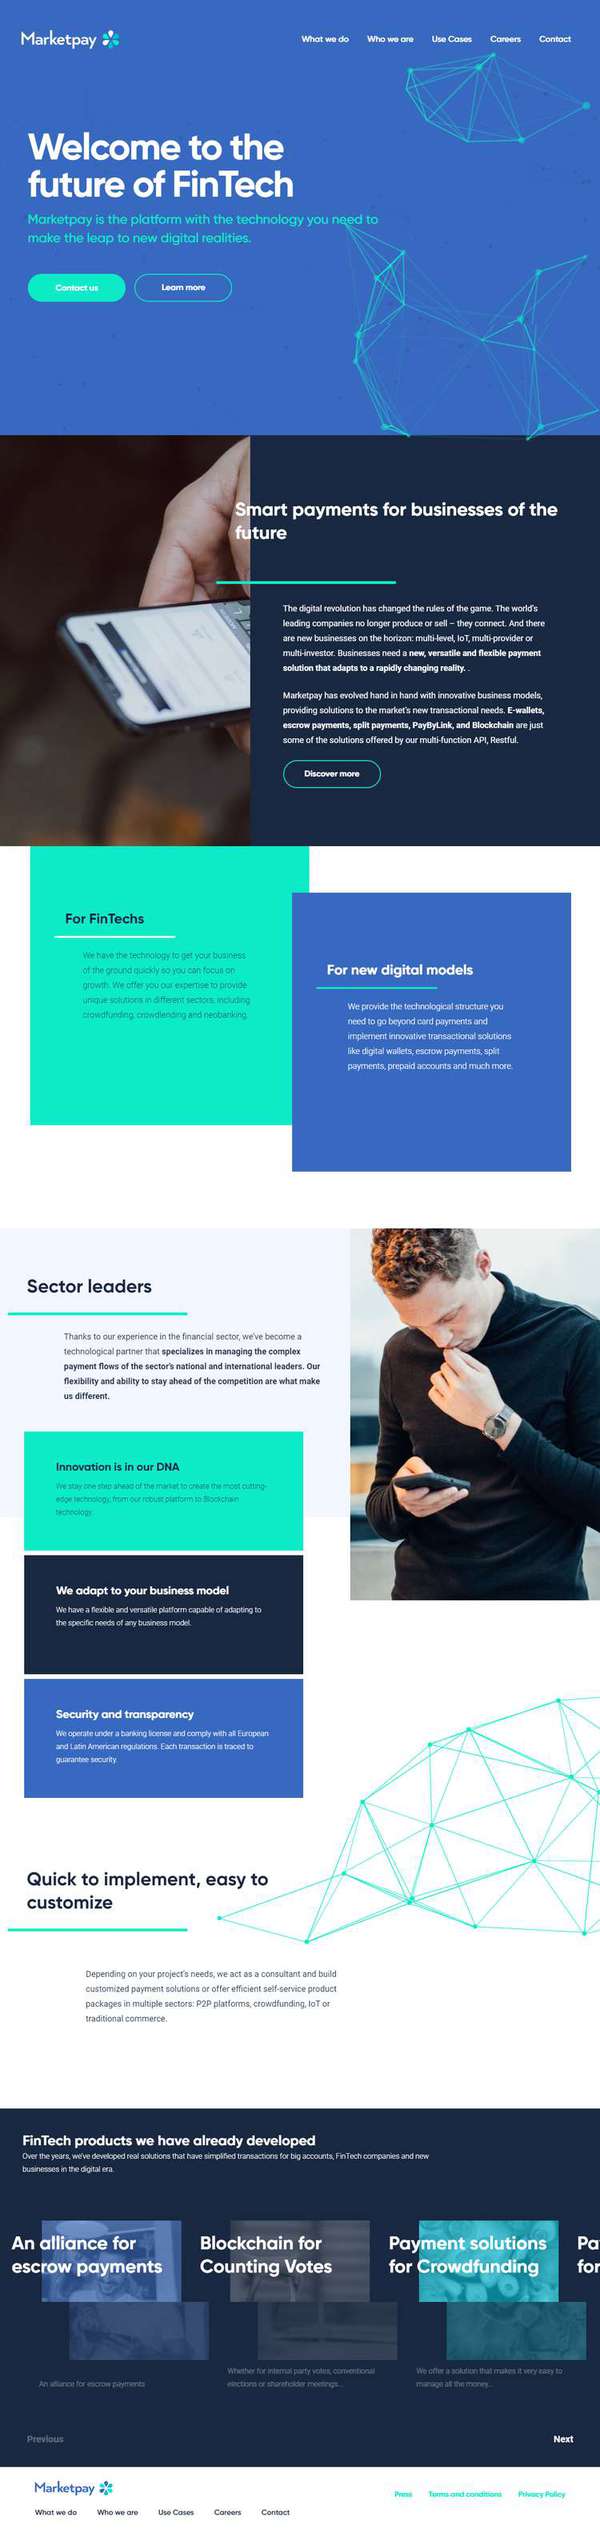 Marketpay
What we do
Who we are
Use Cases
Careers
Contact
Welcome to the
future of FinTech
Marketpay is the platform with the technology you need to
make the leap to new digital realities.
Contact us
Learn more
Smart payments for businesses of the
future
The digital revolution has changed the rules of the game. The world's
leading companies no longer produce or sell – they connect. And there
are new businesses on the horizon: multi-level, IoT, multi-provider or
multi-investor. Businesses need a new, versatile and flexible payment
solution that adapts to a rapidly changing reality. .
Marketpay has evolved hand in hand with innovative business models,
providing solutions to the market's new transactional needs. E-wallets,
escrow payments, split payments, PayByLink, and Blockchain are just
some of the solutions offered by our multi-function API, Restful.
Discover more
For FinTechs
We have the technology to get your business
of the ground quickly so you can focus on
growth. We offer you our expertise to provide
unique solutions in different sectors, including
crowdfunding, crowdlending and neobanking.
For new digital models
We provide the technological structure you
need to go beyond card payments and
implement innovative transactional solutions
like digital wallets, escrow payments, split
payments, prepaid accounts and much more.
Sector leaders
Thanks to our experience in the financial sector, we've become a
technological partner that specializes in managing the complex
payment flows of the sector's national and international leaders. Our
flexibility and ability to stay ahead of the competition are what make
us different.
Innovation is in our DNA
We stay one step ahead of the market to create the most cutting-
edge technology, from our robust platform to Blockchain
technology.
We adapt to your business model
We have a flexible and versatile platform capable of adapting to
the specific needs of any business model.
Security and transparency
We operate under a banking license and comply with all European
and Latin American regulations. Each transaction is traced to
guarantee security.
Quick to implement, easy to
customize
Depending on your project's needs, we act as a consultant and build
customized payment solutions or offer efficient self-service product
packages in multiple sectors: P2P platforms, crowdfunding, IoT or
traditional commerce.
FinTech products we have already developed
Over the years, we've developed real solutions that have simplified transactions for big accounts, FinTech companies and new
businesses in the digital era.
An alliance for
escrow payments
An alliance for escrow payments
Blockchain for
Counting Votes
Whether for internal party votes, conventional
elections or shareholder meetings...
Payment solutions
for Crowdfunding
We offer a solution that makes it very easy to
manage all the money...
Pa
for
Previous
Next
Marketpay
What we do
Who we are
Use Cases
Careers
Contact
Press
Terms and conditions
Privacy Policy